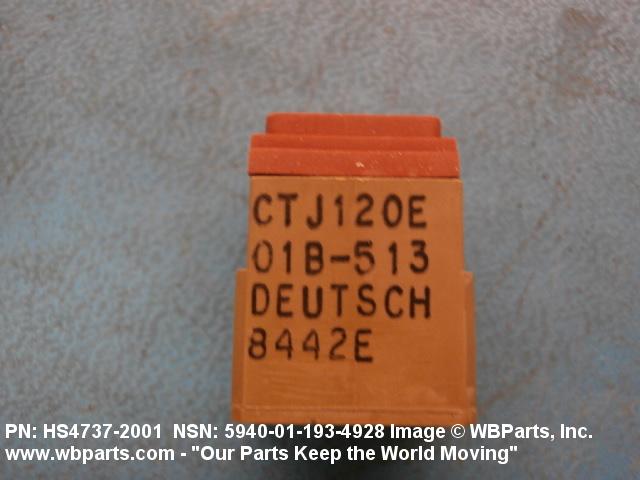 CTJ120E
01B-513
DEUTSCH
8442E
PN: HS4737-2001 NSN: 5940-01-193-4928 Image © WBParts, Inc.
www.wbparts.com - "Our Parts Keep the World Moving"